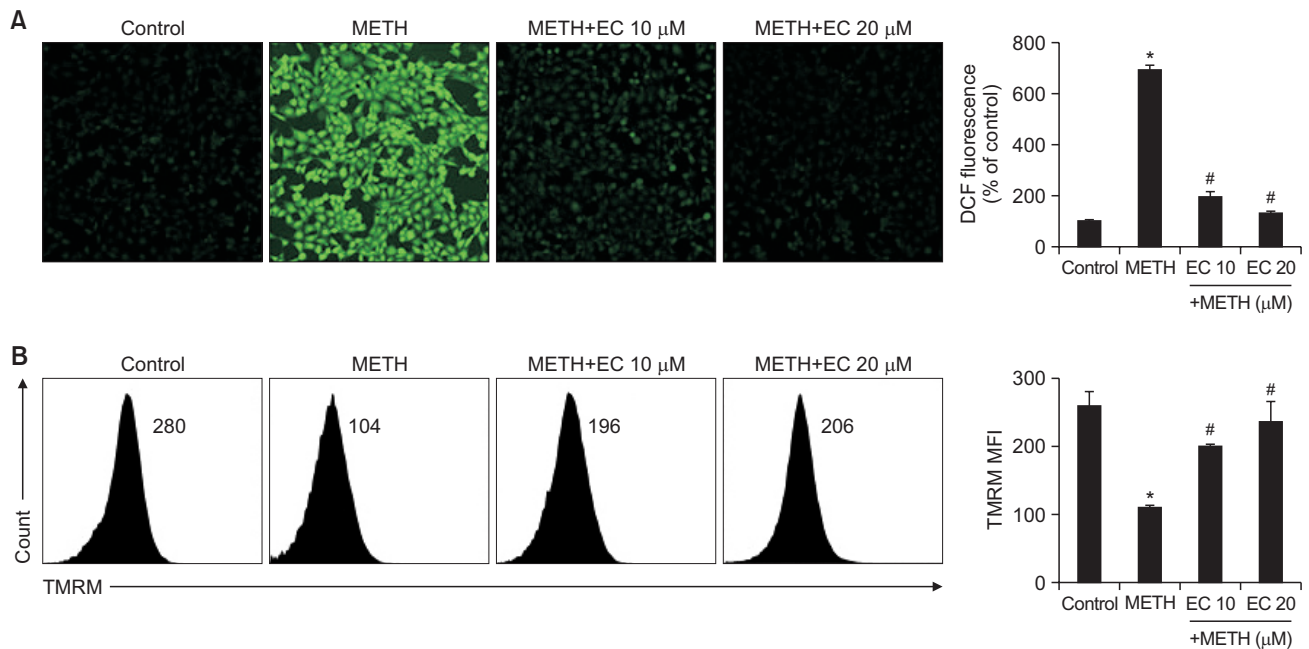 A
Control
METH
METH+EC 10 μM
METH+EC 20 μM
DCF fluorescence
(% of control)
800
600
400
200
0
*
#
#
Control
METH
EC 10
EC 20
+METH (μM)
B
Control
METH
METH+EC 10 μM
METH+EC 20 μM
Count
280
104
196
206
TMRM
TMRM MFI
300
200
100
0
*
#
#
Control
METH
EC 10
EC 20
+METH (μM)